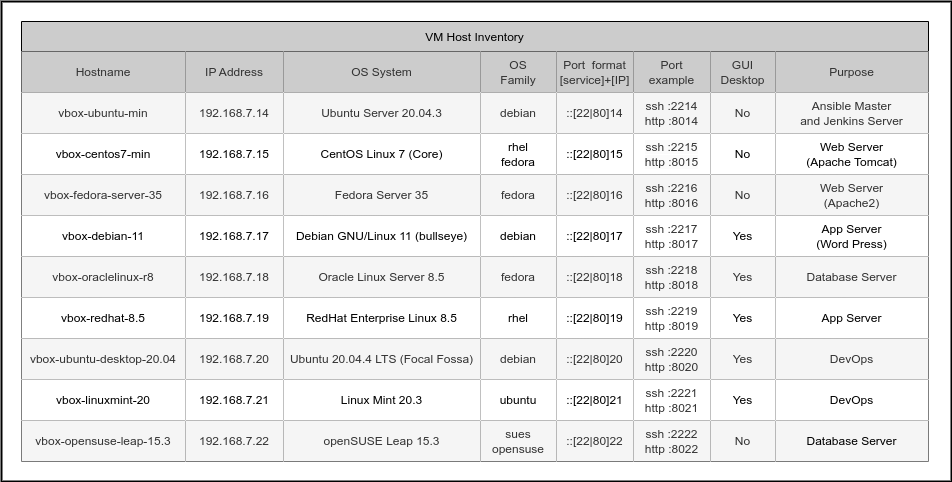 VM Host Inventory
Hostname IP Address OS System OS Family Port format [service]+[IP] Port example GUI Desktop Purpose
vbox-ubuntu-min 192.168.7.14 Ubuntu Server 20.04.3 debian ::[22|80]14 ssh :2214 http :8014 No Ansible Master and Jenkins Server
vbox-centos7-min 192.168.7.15 CentOS Linux 7 (Core) rhel fedora ::[22|80]15 ssh :2215 http :8015 No Web Server (Apache Tomcat)
vbox-fedora-server-35 192.168.7.16 Fedora Server 35 fedora ::[22|80]16 ssh :2216 http :8016 No Web Server (Apache2)
vbox-debian-11 192.168.7.17 Debian GNU/Linux 11 (bullseye) debian ::[22|80]17 ssh :2217 http :8017 Yes App Server (Word Press)
vbox-oraclelinux-r8 192.168.7.18 Oracle Linux Server 8.5 fedora ::[22|80]18 ssh :2218 http :8018 Yes Database Server
vbox-redhat-8.5 192.168.7.19 RedHat Enterprise Linux 8.5 rhel ::[22|80]19 ssh :2219 http :8019 Yes App Server
vbox-ubuntu-desktop-20.04 192.168.7.20 Ubuntu 20.04.4 LTS (Focal Fossa) debian ::[22|80]20 ssh :2220 http :8020 Yes DevOps
vbox-linuxmint-20 192.168.7.21 Linux Mint 20.3 ubuntu ::[22|80]21 ssh :2221 http :8021 Yes DevOps
vbox-opensuse-leap-15.3 192.168.7.22 openSUSE Leap 15.3 sues opensuse ::[22|80]22 ssh :2222 http :8022 No Database Server